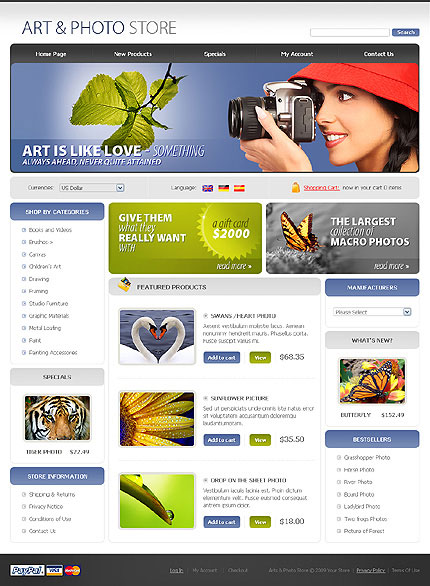 ART & PHOTO STORE
Search
Home Page
New Products
Specials
My Account
Contact Us
ART IS LIKE LOVE - SOMETHING
ALWAYS AHEAD, NEVER QUITE ATTAINED
Currencies: US Dollar
Language:
Shopping Cart: now in your cart 0 items
SHOP BY CATEGORIES
Books and Videos
Brushes->
Canvas
Children's Art
Drawing
Framing
Studio Furniture
Graphic Materials
Metal Leafing
Paint
Painting Accessories
SPECIALS
TIGER PHOTO $22.49
STORE INFORMATION
Shipping & Returns
Privacy Notice
Conditions of Use
Contact Us
GIVE THEM
what they
REALLY WANT
WITH
a gift card
$2000
read more »
THE LARGEST
collection of
MACRO PHOTOS
read more »
FEATURED PRODUCTS
SWANS /HEART PHOTO
Aecent vestibulum molestie lacus. Aenean
nonummy hendrerit mauris. Phasellus porta.
Fusce suscipit varius mi.
Add to cart
View
$68.35
SUNFLOWER PICTURE
Sed ut perspiciatis unde omnis iste natus error sit
voluptatem accusantium doloremque
laudantium.
Add to cart
View
$35.50
DROP ON THE SHEET PHOTO
Vestibulum iaculis lacinia est. Proin dictum
elementum velit. Fusce euismod consequat
antrem ipsum dolor.
Add to cart
View
$18.00
MANUFACTURERS
Please Select
WHAT'S NEW?
BUTTERFLY $152.49
BESTSELLERS
Grasshopper Photo
Horse Photo
River Photo
Board Photo
Ladybird Photo
Two frogs Photos
Picture of Forest
PayPal VISA MasterCard
Log In | My Account | Checkout
Arts & Photo Store © 2009 Your Store | Privacy Policy | Terms Of Use